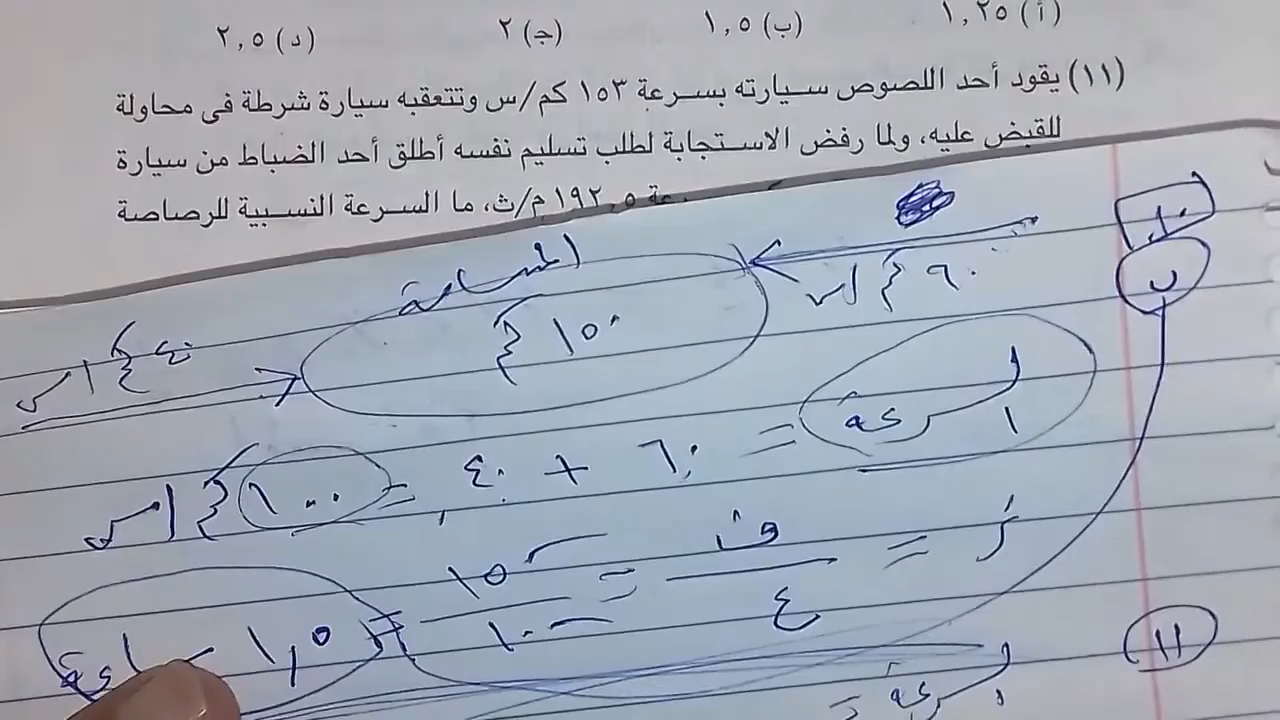 (أ) ١,٢٥ (ب) ١,٥ (ج) ٢ (د) ٢,٥
(١١) يقود أحد اللصوص سيارته بسرعة ١٥٣ كم/س وتتعقبه سيارة شرطة فى محاولة
للقبض عليه، ولما رفض الاستجابة لطلب تسليم نفسه أطلق أحد الضباط من سيارة
١٩٢,٥ م/ث، ما السرعة النسبية للرصاصة
١٠
ب
المسافة
٦٠ كم/س
١٥٠ كم
٤٠ كم/س
السرعة = ٦٠ + ٤٠ = ١٠٠ كم/س
ز = ف/ع = ١٥٠/١٠٠ = ١,٥ ساعة
١١
السرعة =